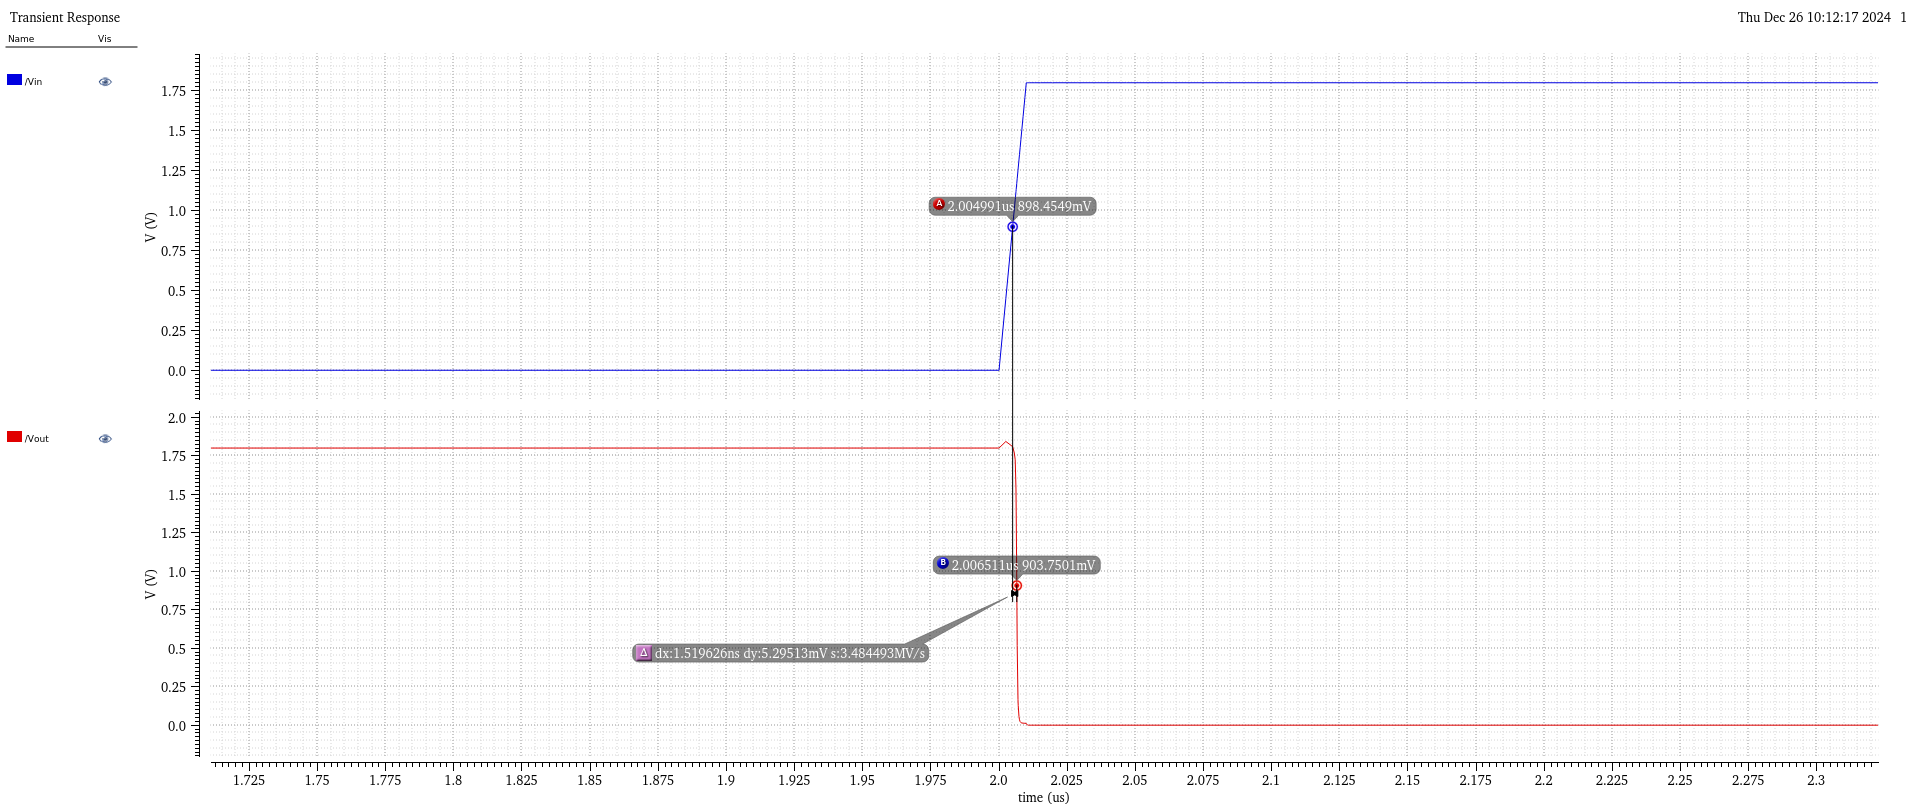 Transient Response
Thu Dec 26 10:12:17 2024 1
Name Vis
/Vin
1.75
1.5
1.25
1.0
0.75
0.5
0.25
0.0
V (V)
A 2.004991us 898.4549mV
/Vout
2.0
1.75
1.5
1.25
1.0
0.75
0.5
0.25
0.0
V (V)
B 2.006511us 903.7501mV
Δ dx:1.519626ns dy:5.29513mV s:3.484493MV/s
1.725 1.75 1.775 1.8 1.825 1.85 1.875 1.9 1.925 1.95 1.975 2.0 2.025 2.05 2.075 2.1 2.125 2.15 2.175 2.2 2.225 2.25 2.275 2.3
time (us)